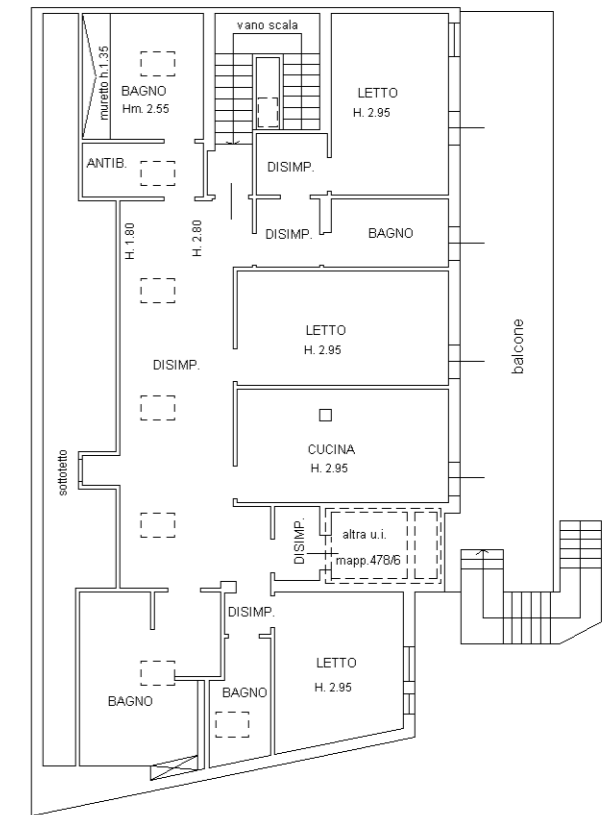 vano scala
muretto h.1.35
BAGNO
Hm. 2.55
LETTO
H. 2.95
ANTIB.
DISIMP.
H. 1.80
H. 2.80
DISIMP.
BAGNO
LETTO
H. 2.95
balcone
DISIMP.
CUCINA
H. 2.95
sottotetto
DISIMP.
altra u.i.
mapp.478/6
DISIMP.
LETTO
H. 2.95
BAGNO
BAGNO